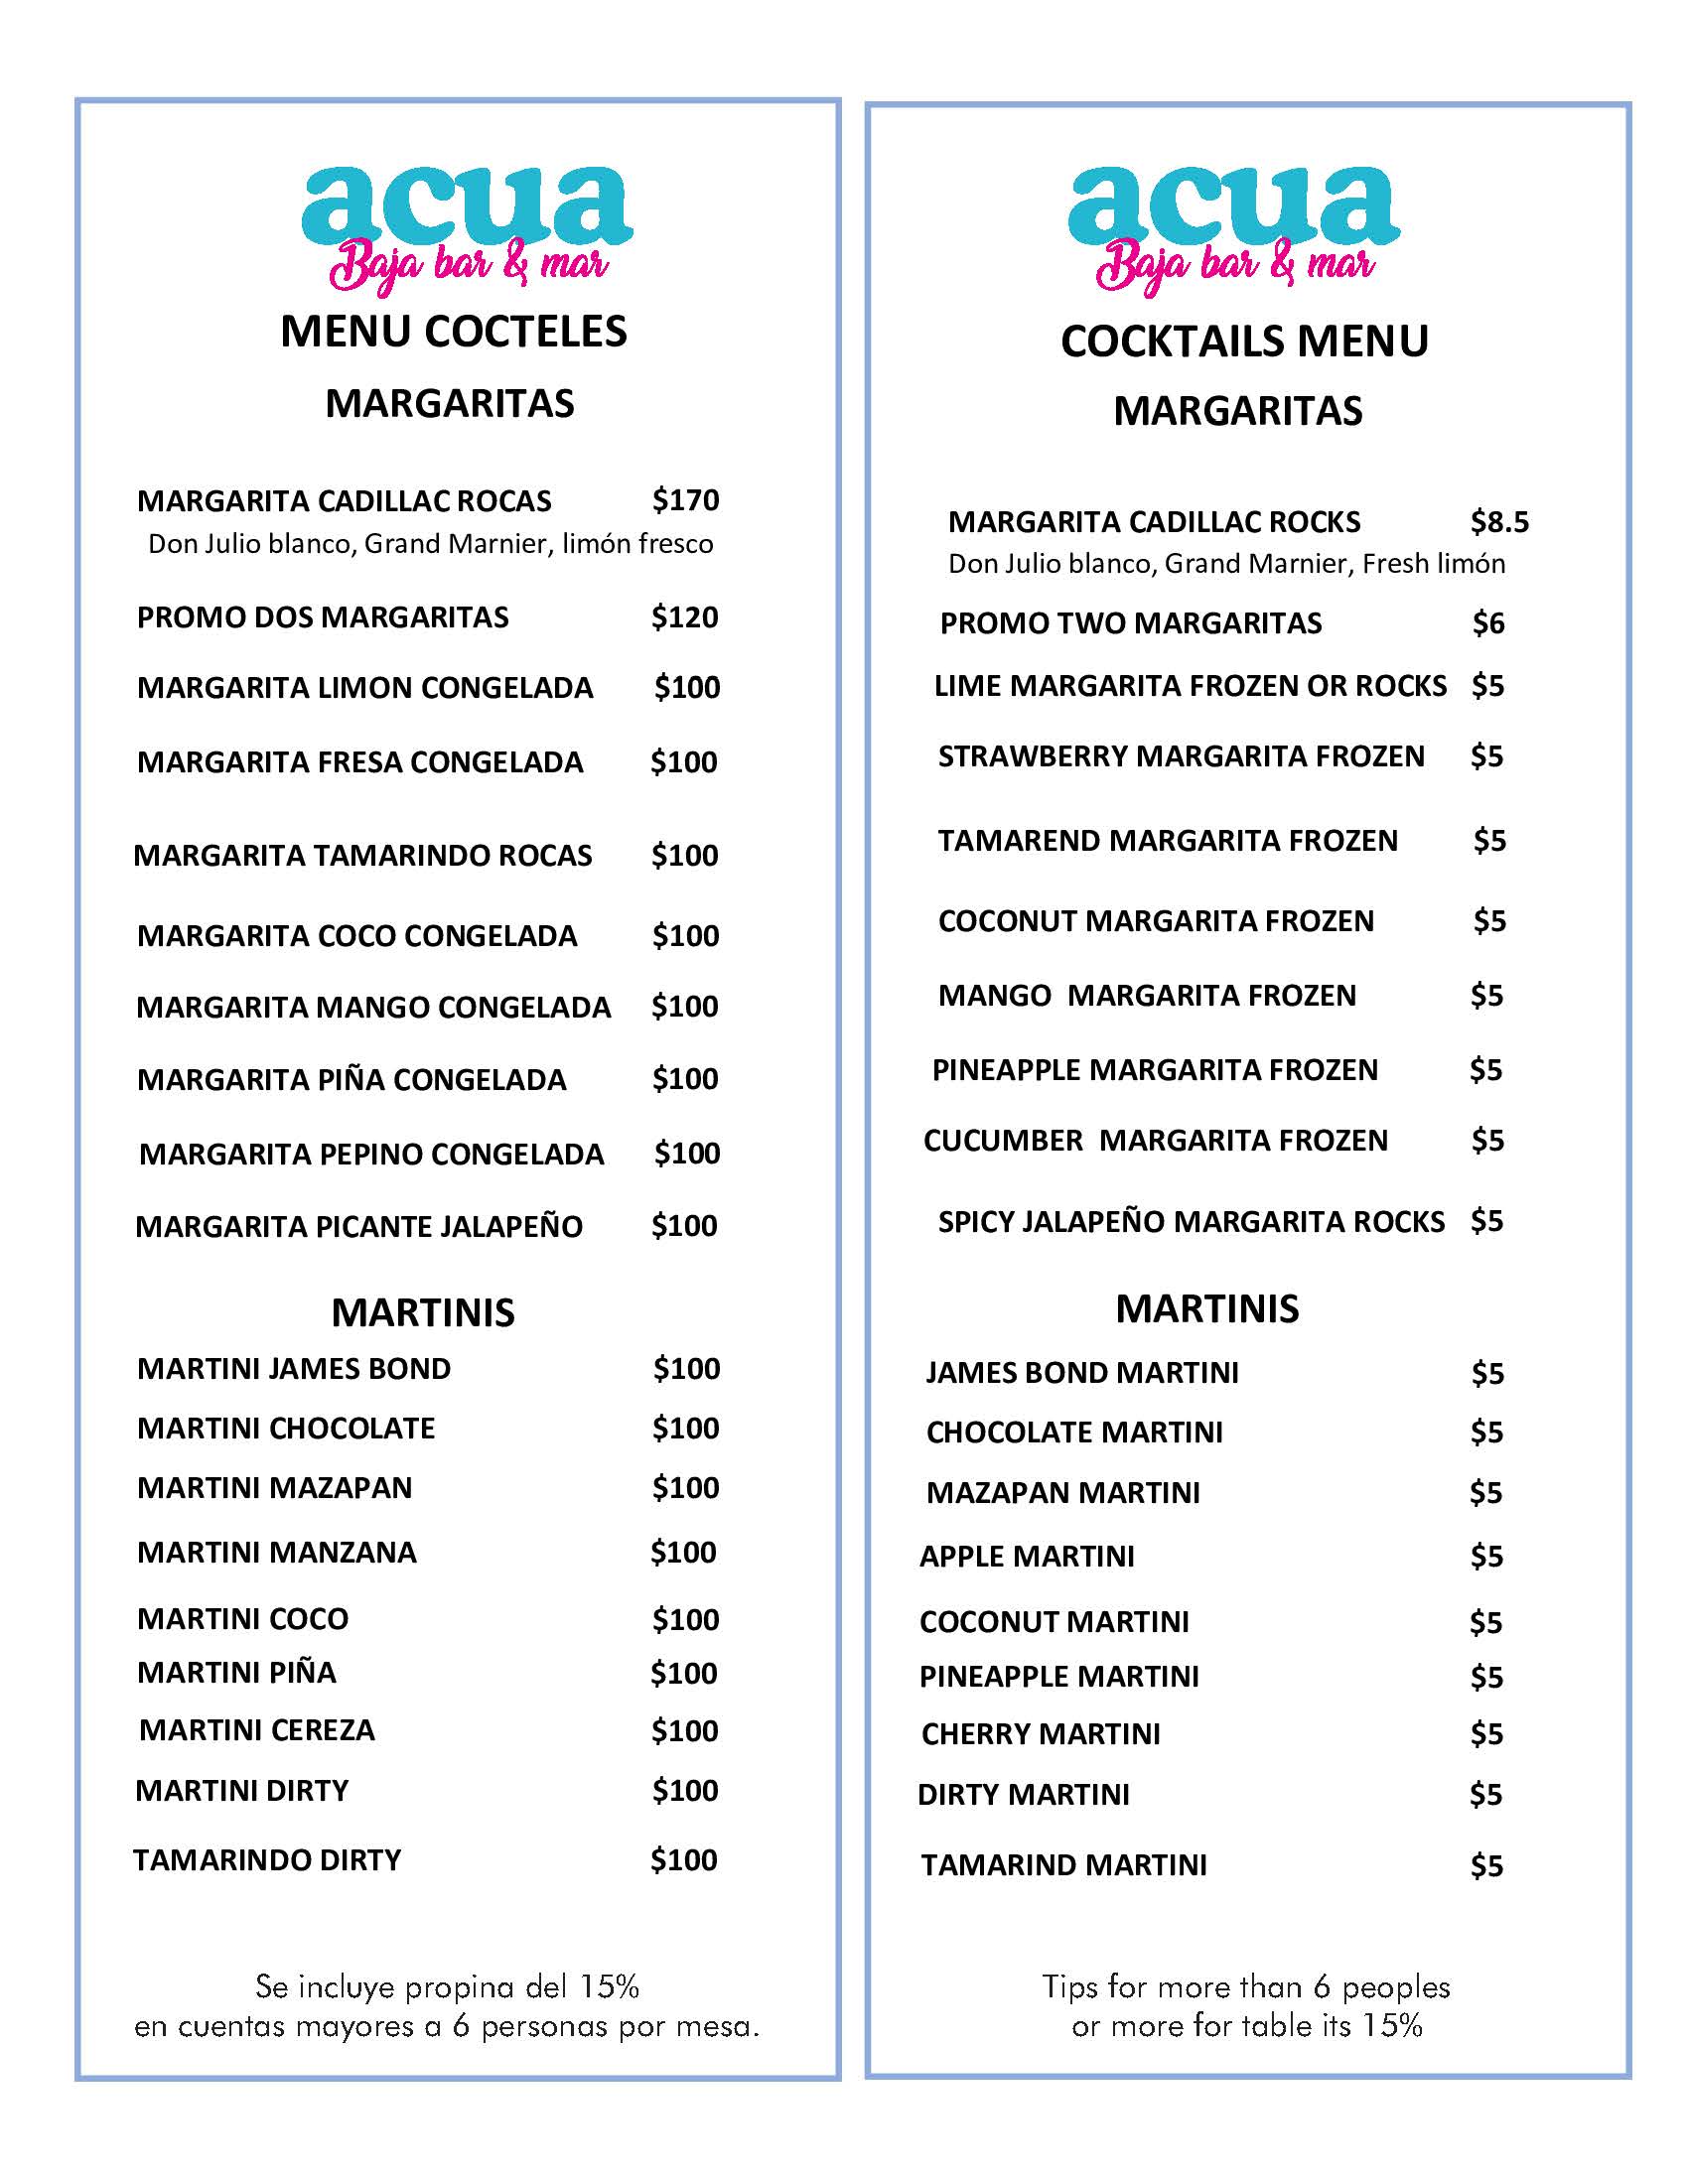 acua
Baja bar & mar
MENU COCTELES
MARGARITAS
MARGARITA CADILLAC ROCAS $170
Don Julio blanco, Grand Marnier, limón fresco
PROMO DOS MARGARITAS $120
MARGARITA LIMON CONGELADA $100
MARGARITA FRESA CONGELADA $100
MARGARITA TAMARINDO ROCAS $100
MARGARITA COCO CONGELADA $100
MARGARITA MANGO CONGELADA $100
MARGARITA PIÑA CONGELADA $100
MARGARITA PEPINO CONGELADA $100
MARGARITA PICANTE JALAPEÑO $100
MARTINIS
MARTINI JAMES BOND $100
MARTINI CHOCOLATE $100
MARTINI MAZAPAN $100
MARTINI MANZANA $100
MARTINI COCO $100
MARTINI PIÑA $100
MARTINI CEREZA $100
MARTINI DIRTY $100
TAMARINDO DIRTY $100
Se incluye propina del 15%
en cuentas mayores a 6 personas por mesa.
acua
Baja bar & mar
COCKTAILS MENU
MARGARITAS
MARGARITA CADILLAC ROCKS $8.5
Don Julio blanco, Grand Marnier, Fresh limón
PROMO TWO MARGARITAS $6
LIME MARGARITA FROZEN OR ROCKS $5
STRAWBERRY MARGARITA FROZEN $5
TAMAREND MARGARITA FROZEN $5
COCONUT MARGARITA FROZEN $5
MANGO MARGARITA FROZEN $5
PINEAPPLE MARGARITA FROZEN $5
CUCUMBER MARGARITA FROZEN $5
SPICY JALAPEÑO MARGARITA ROCKS $5
MARTINIS
JAMES BOND MARTINI $5
CHOCOLATE MARTINI $5
MAZAPAN MARTINI $5
APPLE MARTINI $5
COCONUT MARTINI $5
PINEAPPLE MARTINI $5
CHERRY MARTINI $5
DIRTY MARTINI $5
TAMARIND MARTINI $5
Tips for more than 6 peoples
or more for table its 15%